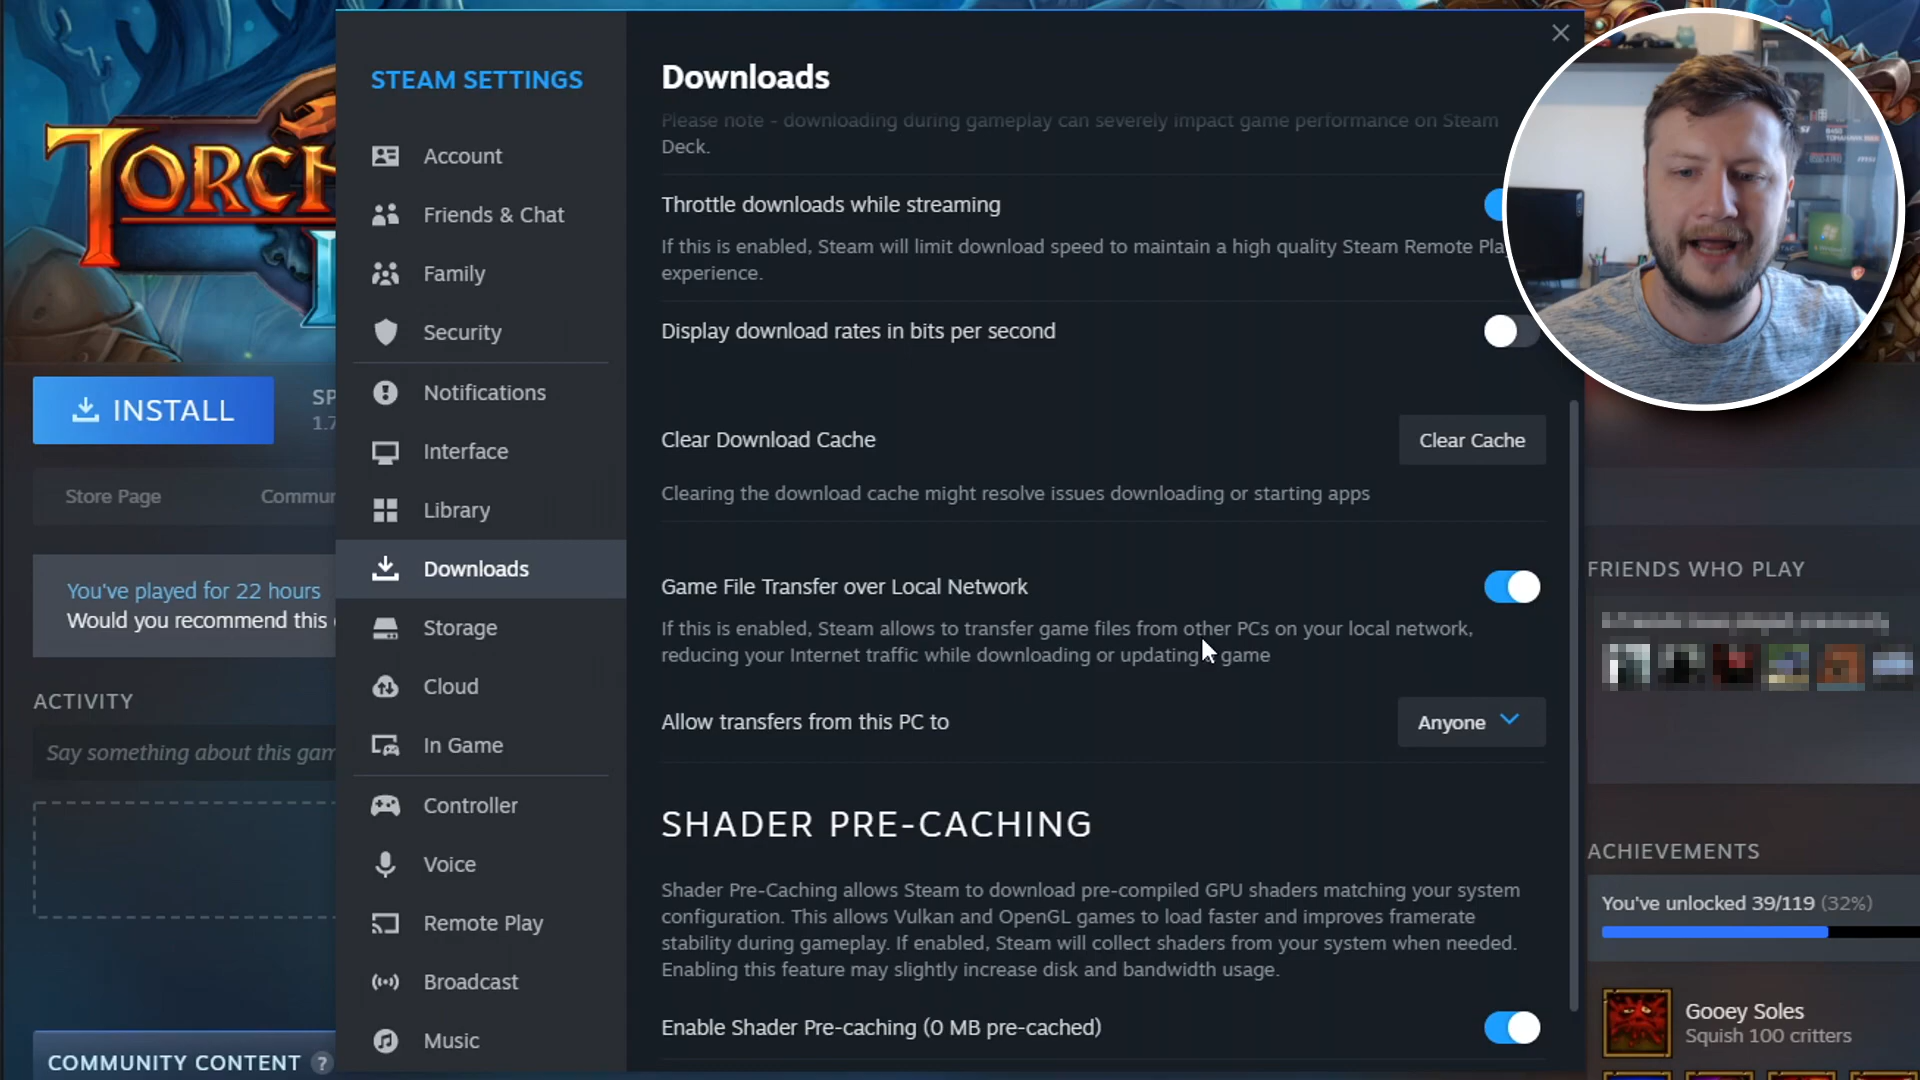 STEAM SETTINGS
Account
Friends & Chat
Family
Security
Notifications
Interface
Library
Downloads
Storage
Cloud
In Game
Controller
Voice
Remote Play
Broadcast
Music
Downloads
Please note - downloading during gameplay can severely impact game performance on Steam
Deck.
Throttle downloads while streaming
If this is enabled, Steam will limit download speed to maintain a high quality Steam Remote Play
experience.
Display download rates in bits per second
Clear Download Cache
Clear Cache
Clearing the download cache might resolve issues downloading or starting apps
Game File Transfer over Local Network
If this is enabled, Steam allows to transfer game files from other PCs on your local network,
reducing your Internet traffic while downloading or updating game
Allow transfers from this PC to
Anyone
SHADER PRE-CACHING
Shader Pre-Caching allows Steam to download pre-compiled GPU shaders matching your system
configuration. This allows Vulkan and OpenGL games to load faster and improves framerate
stability during gameplay. If enabled, Steam will collect shaders from your system when needed.
Enabling this feature may slightly increase disk and bandwidth usage.
Enable Shader Pre-caching (0 MB pre-cached)
TORCH
INSTALL
SP
1.7
Store Page
Commun
You've played for 22 hours
Would you recommend this
ACTIVITY
Say something about this gam
COMMUNITY CONTENT ?
FRIENDS WHO PLAY
ACHIEVEMENTS
You've unlocked 39/119 (32%)
Gooey Soles
Squish 100 critters